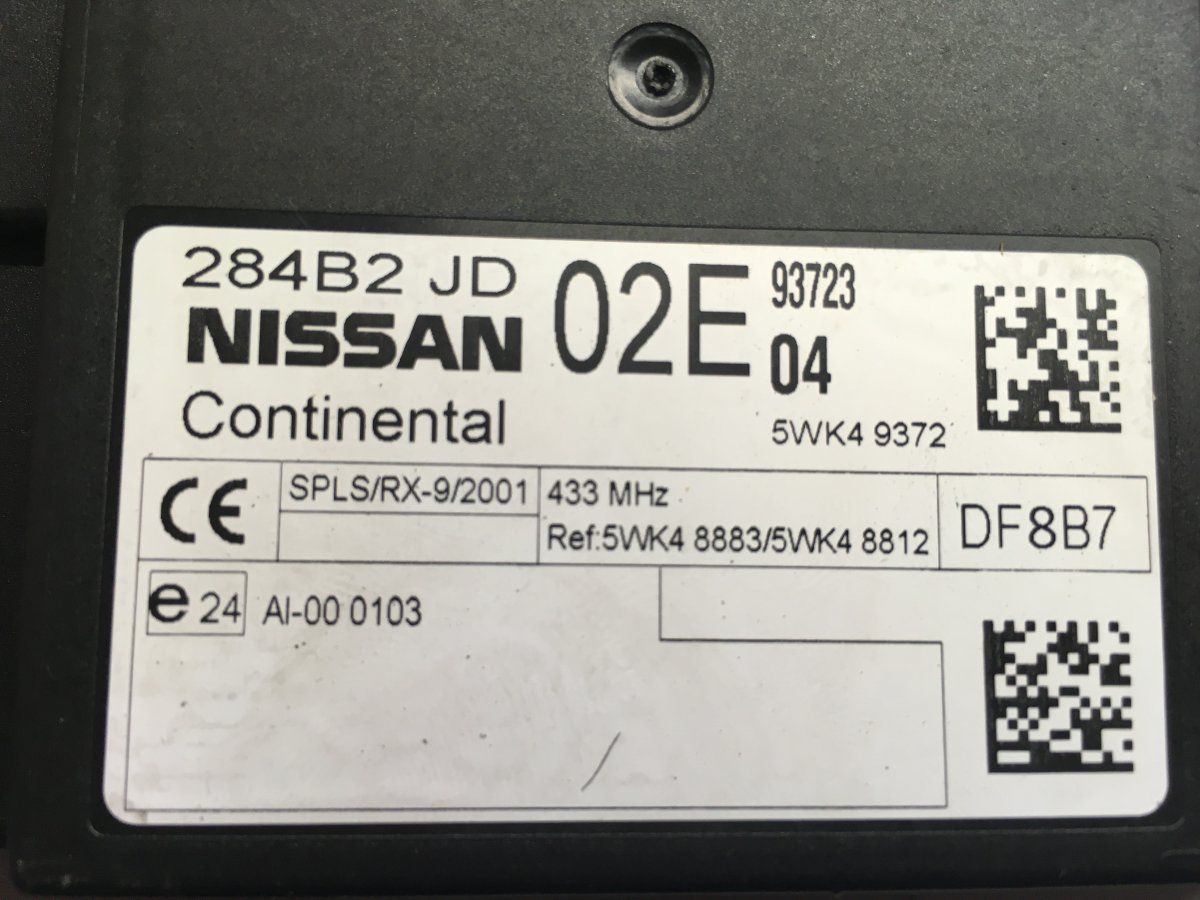 284B2 JD
NISSAN
02E
93723
04
Continental
5WK4 9372
CE
SPLS/RX-9/2001
433 MHz
Ref:5WK4 8883/5WK4 8812
DF8B7
e 24
AI-00 0103